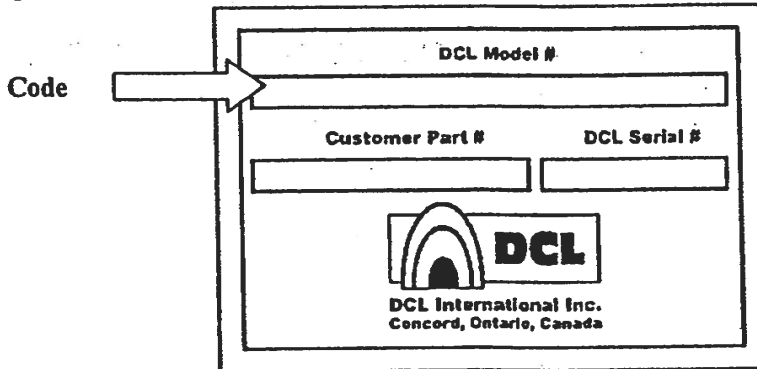 DCL Model #
Code
Customer Part # DCL Serial #
DCL
DCL International Inc.
Concord, Ontario, Canada